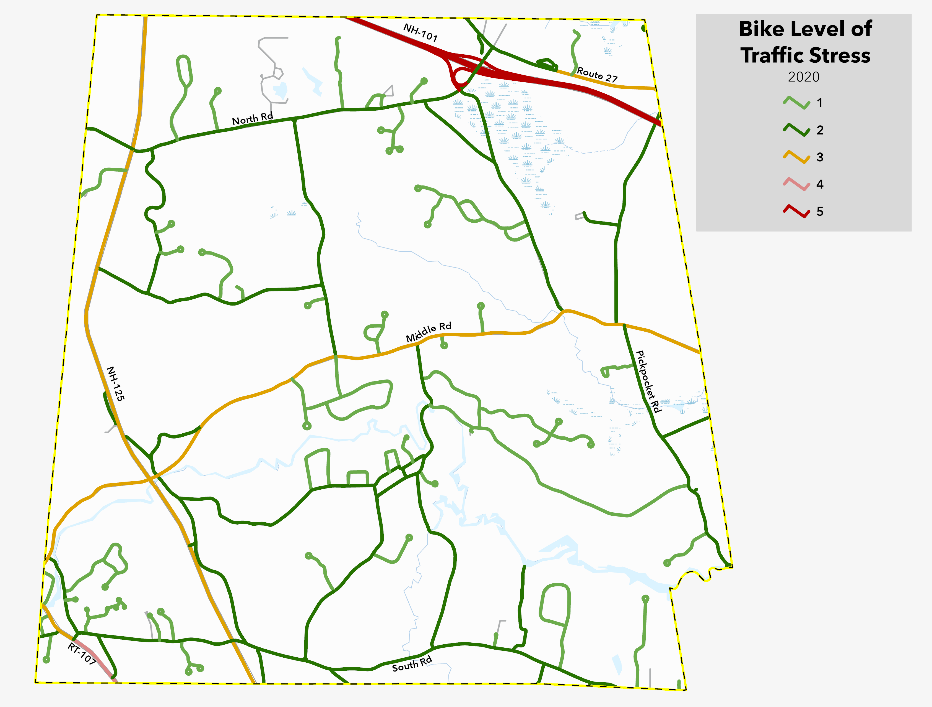 Bike Level of
Traffic Stress
2020
1
2
3
4
5
NH-101
Route 27
North Rd
Middle Rd
Pickpocket Rd
NH-125
RT-107
South Rd